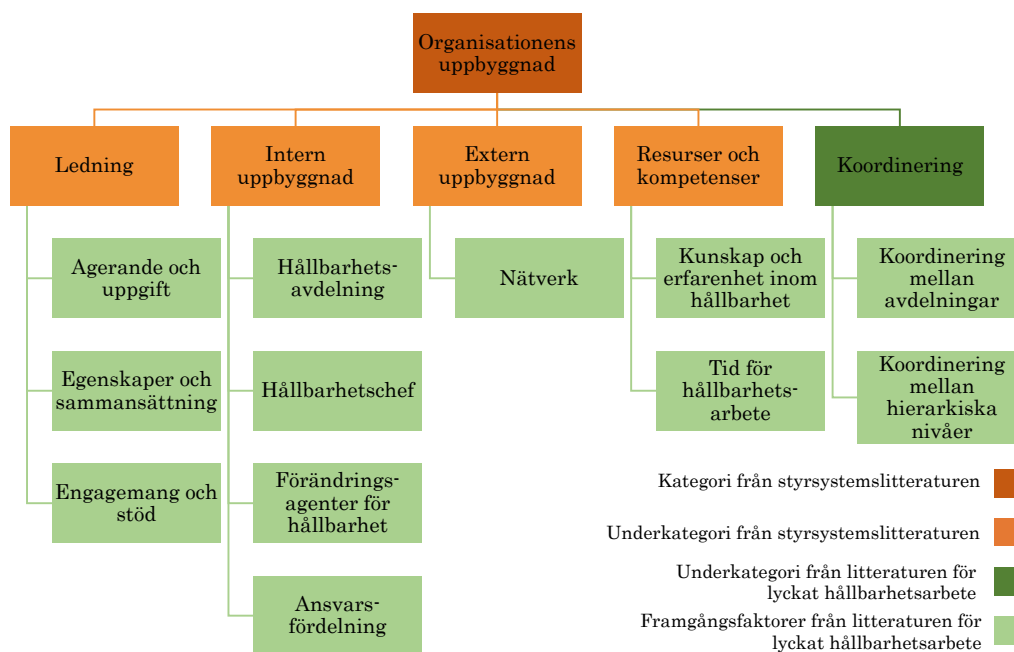 Organisationens
uppbyggnad
Ledning
Intern
uppbyggnad
Extern
uppbyggnad
Resurser och
kompetenser
Koordinering
Agerande och
uppgift
Egenskaper och
sammansättning
Engagemang och
stöd
Hållbarhets-
avdelning
Hållbarhetschef
Förändrings-
agenter för
hållbarhet
Ansvars-
fördelning
Nätverk
Kunskap och
erfarenhet inom
hållbarhet
Tid för
hållbarhets-
arbete
Koordinering
mellan
avdelningar
Koordinering
mellan
hierarkiska
nivåer
Kategori från styrsystemslitteraturen
Underkategori från styrsystemslitteraturen
Underkategori från litteraturen för
lyckat hållbarhetsarbete
Framgångsfaktorer från litteraturen för
lyckat hållbarhetsarbete